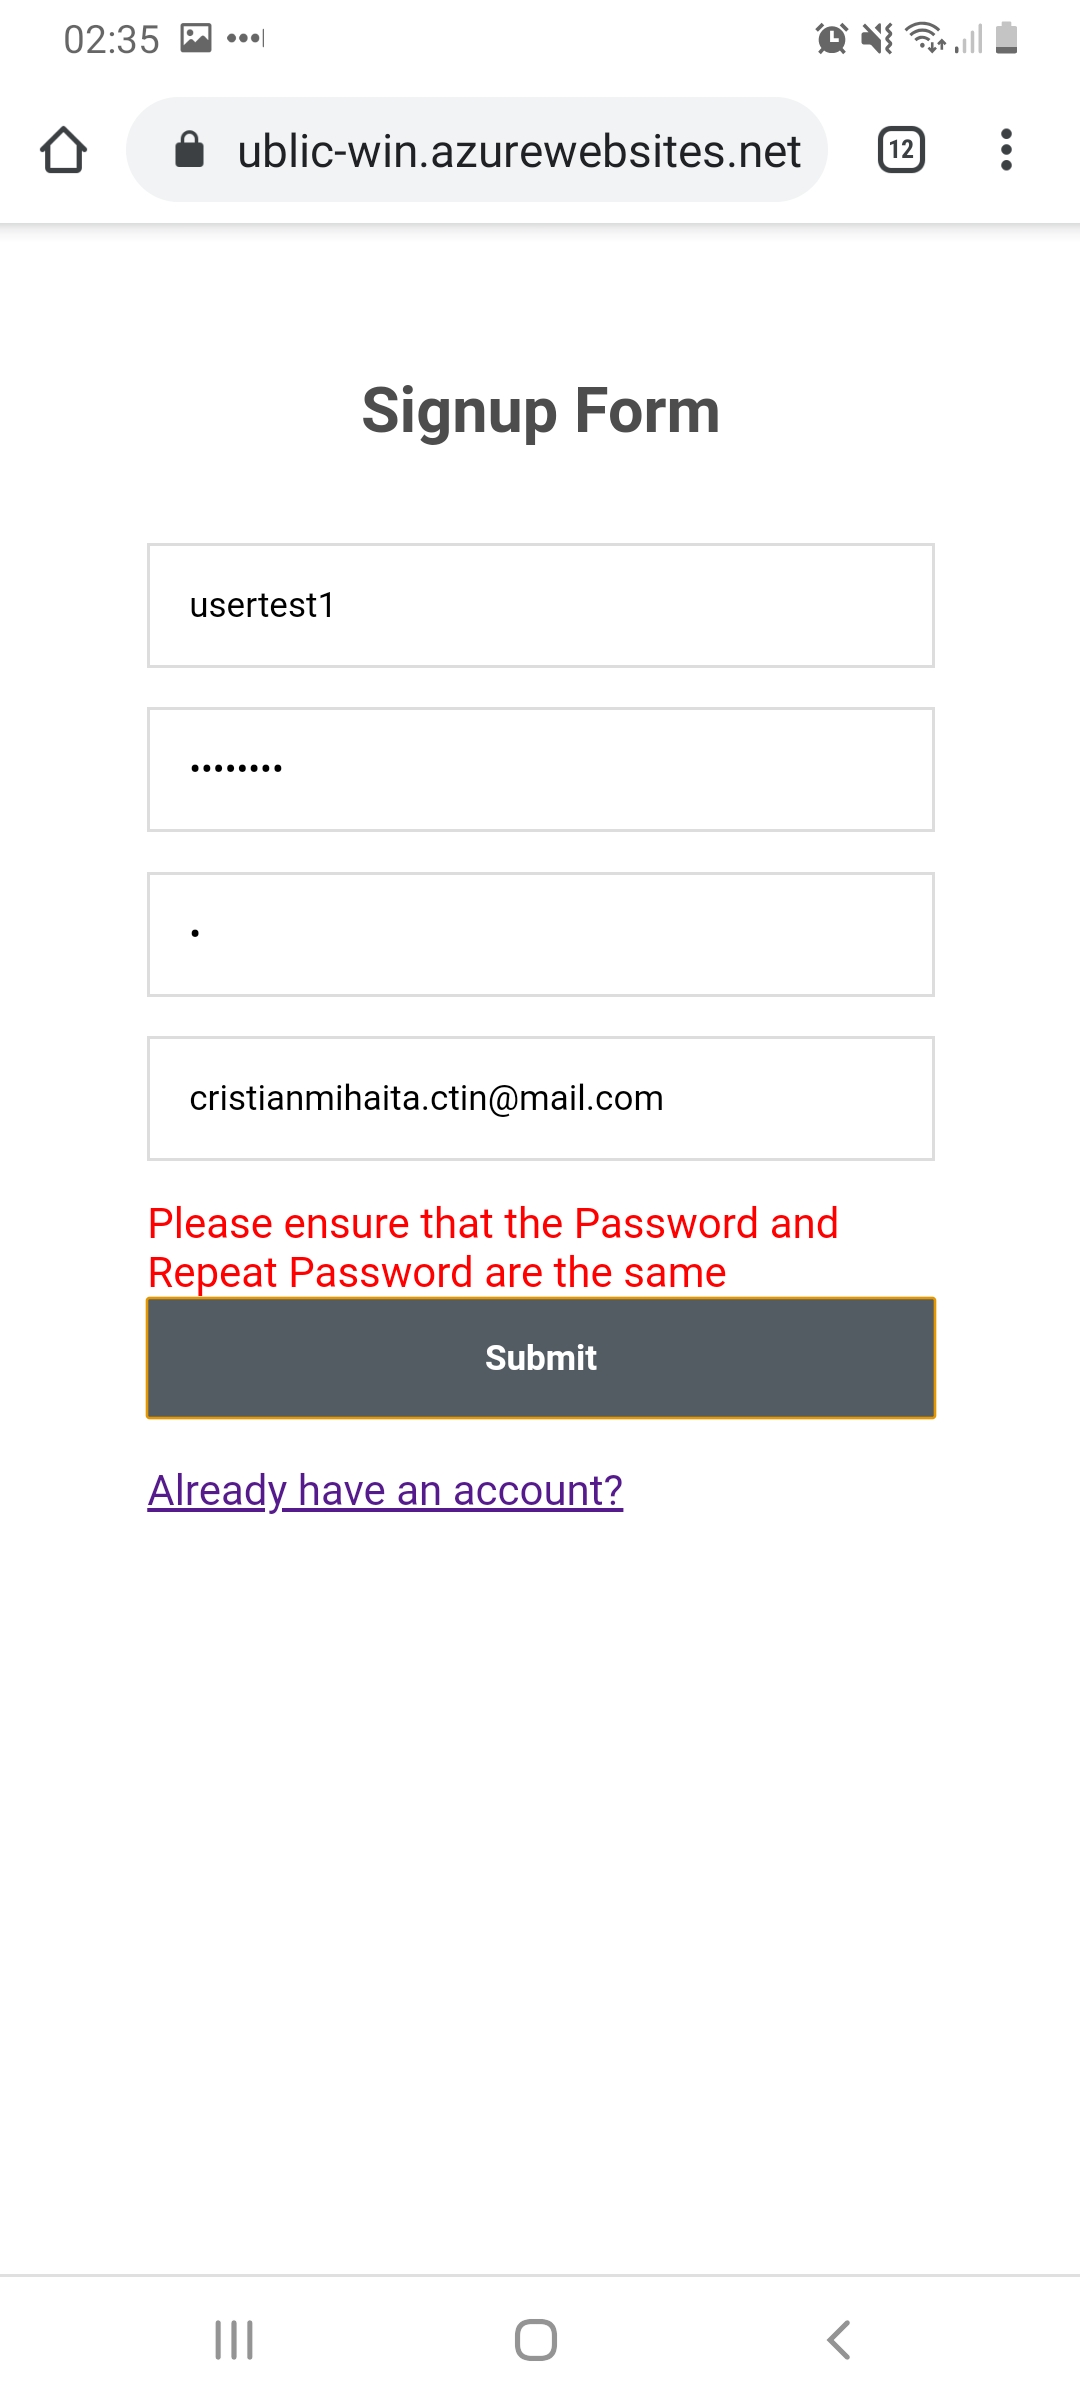 02:35
ublic-win.azurewebsites.net
12
Signup Form
usertest1
••••••••
•
cristianmihaita.ctin@mail.com
Please ensure that the Password and
Repeat Password are the same
Submit
Already have an account?